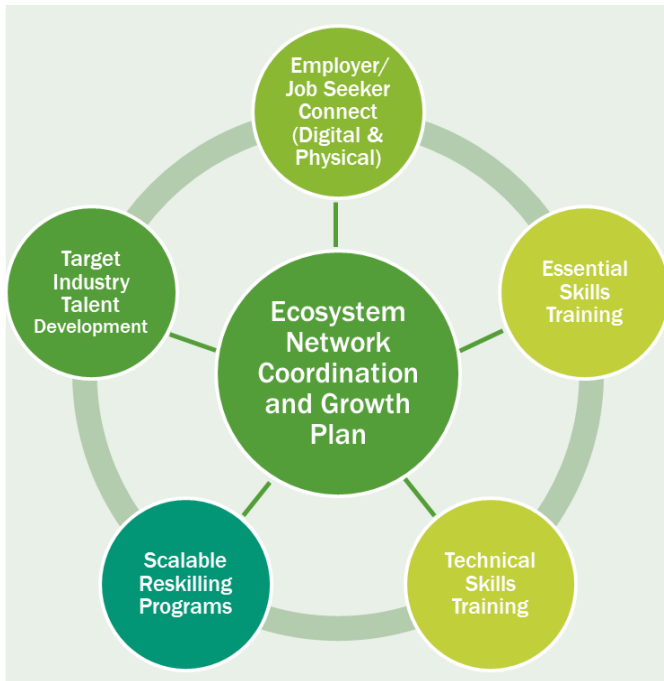 Employer/
Job Seeker
Connect
(Digital &
Physical)
Target
Industry
Talent
Development
Essential
Skills
Training
Ecosystem
Network
Coordination
and Growth
Plan
Scalable
Reskilling
Programs
Technical
Skills
Training